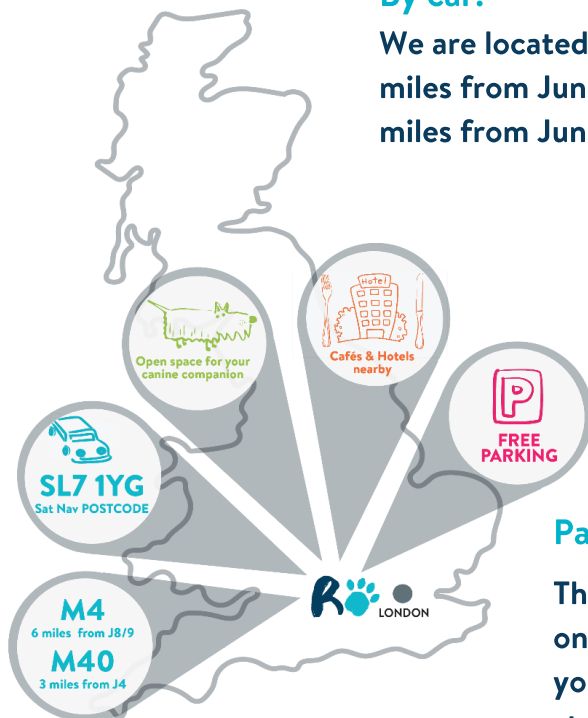 By car:
We are located
miles from Jun
miles from Jun
Hotel
Cafés & Hotels
nearby
Open space for your
canine companion
P
FREE
PARKING
SL7 1YG
Sat Nav POSTCODE
M4
6 miles from J8/9
M40
3 miles from J4
R
LONDON
Pa
Th
on
yo